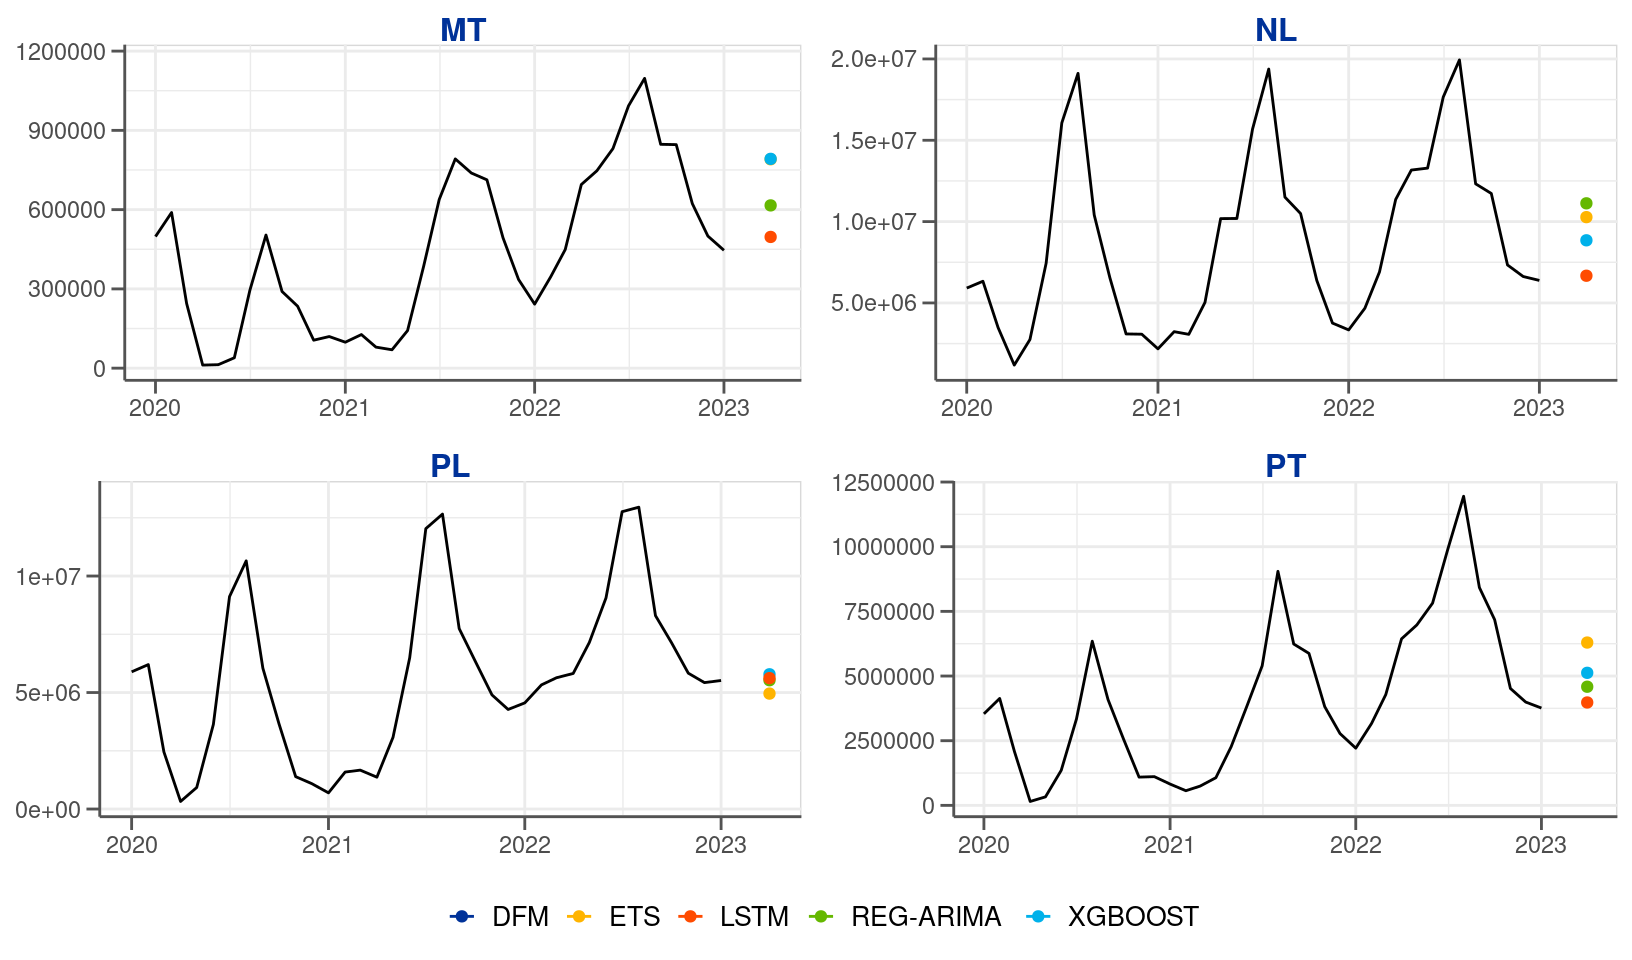 MT
NL
1200000
900000
600000
300000
0
2020 2021 2022 2023
2.0e+07
1.5e+07
1.0e+07
5.0e+06
2020 2021 2022 2023
PL
PT
1e+07
5e+06
0e+00
2020 2021 2022 2023
12500000
10000000
7500000
5000000
2500000
0
2020 2021 2022 2023
DFM ETS LSTM REG-ARIMA XGBOOST